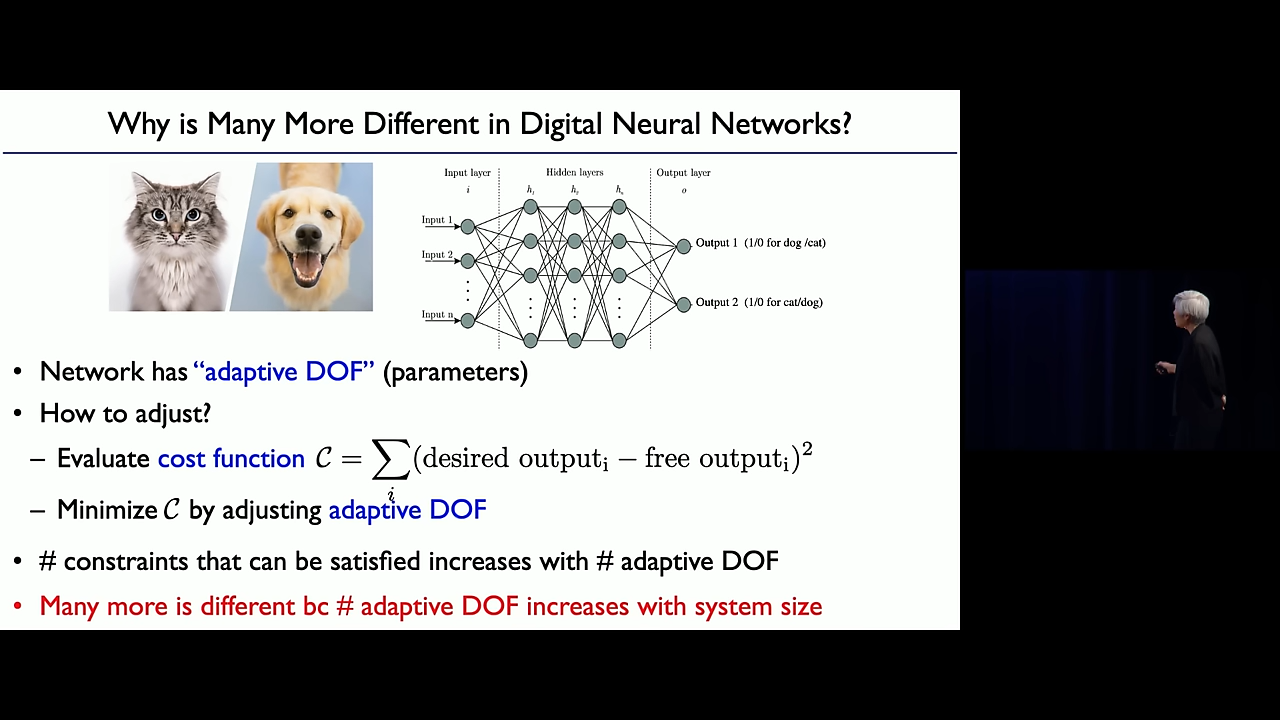 Why is Many More Different in Digital Neural Networks?
Input layer
Hidden layers
Output layer
i
h₁
h₂
hₙ
o
Input 1
Input 2
Input n
Output 1 (1/0 for dog /cat)
Output 2 (1/0 for cat/dog)
• Network has “adaptive DOF” (parameters)
• How to adjust?
– Evaluate cost function C = ∑ᵢ (desired outputᵢ − free outputᵢ)²
– Minimize C by adjusting adaptive DOF
• # constraints that can be satisfied increases with # adaptive DOF
• Many more is different bc # adaptive DOF increases with system size